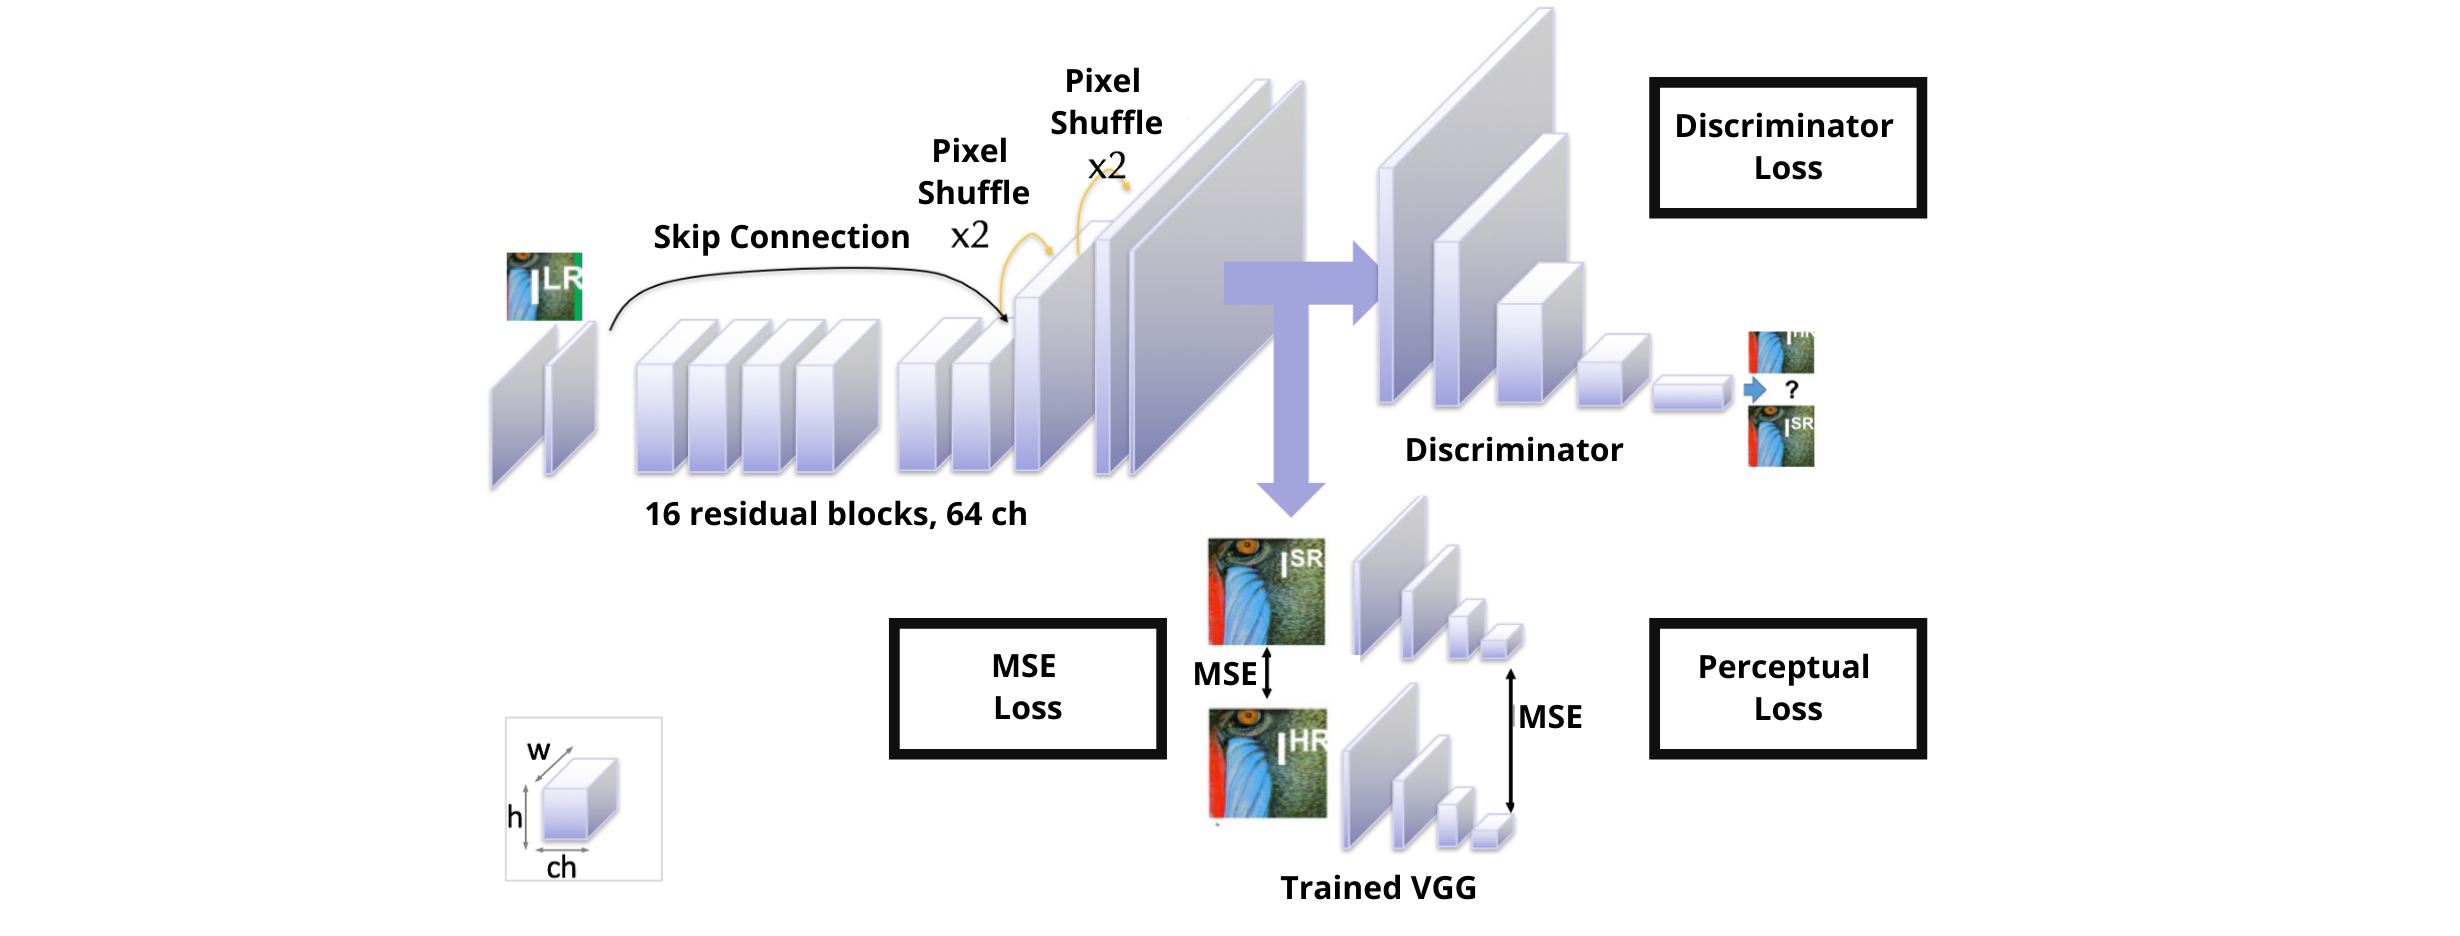 Pixel
Shuffle
x2
Pixel
Shuffle
x2
Skip Connection
I^LR
16 residual blocks, 64 ch
Discriminator
Loss
I^HR
?
I^SR
Discriminator
I^SR
MSE
I^HR
MSE
Loss
MSE
Perceptual
Loss
Trained VGG
w
h
ch